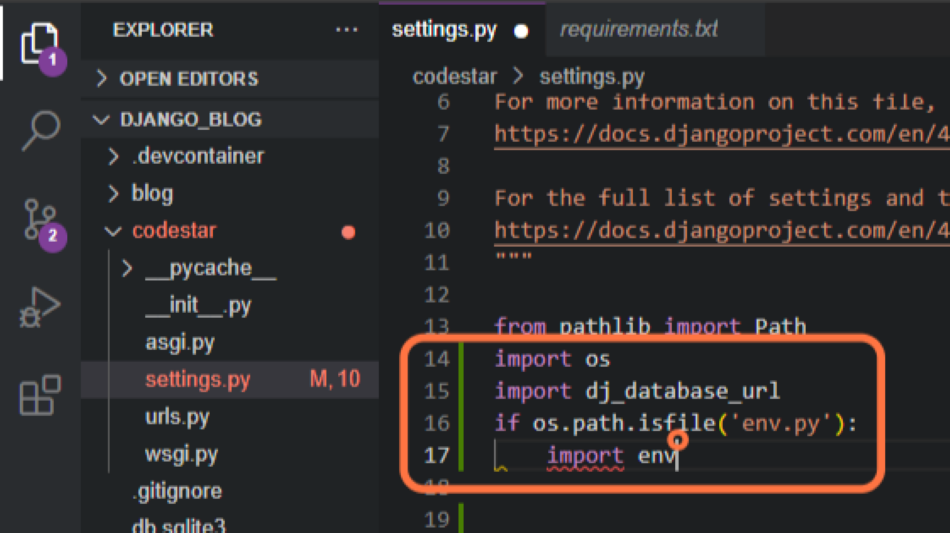 EXPLORER ...
settings.py
requirements.txt
1
OPEN EDITORS
codestar > settings.py
DJANGO_BLOG
.devcontainer
blog
codestar
__pycache__
__init__.py
asgi.py
settings.py M, 10
urls.py
wsgi.py
.gitignore
db.sqlite3
2
6 For more information on this file,
7 https://docs.djangoproject.com/en/4
8
9 For the full list of settings and t
10 https://docs.djangoproject.com/en/4
11 """
12
13 from pathlib import Path
14 import os
15 import dj_database_url
16 if os.path.isfile('env.py'):
17 import env
18
19